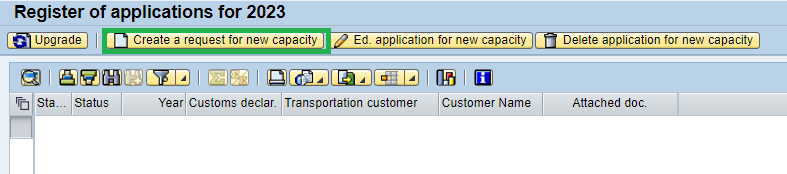 Register of applications for 2023
Upgrade Create a request for new capacity Ed. application for new capacity Delete application for new capacity
Sta... Status Year Customs declar. Transportation customer Customer Name Attached doc.